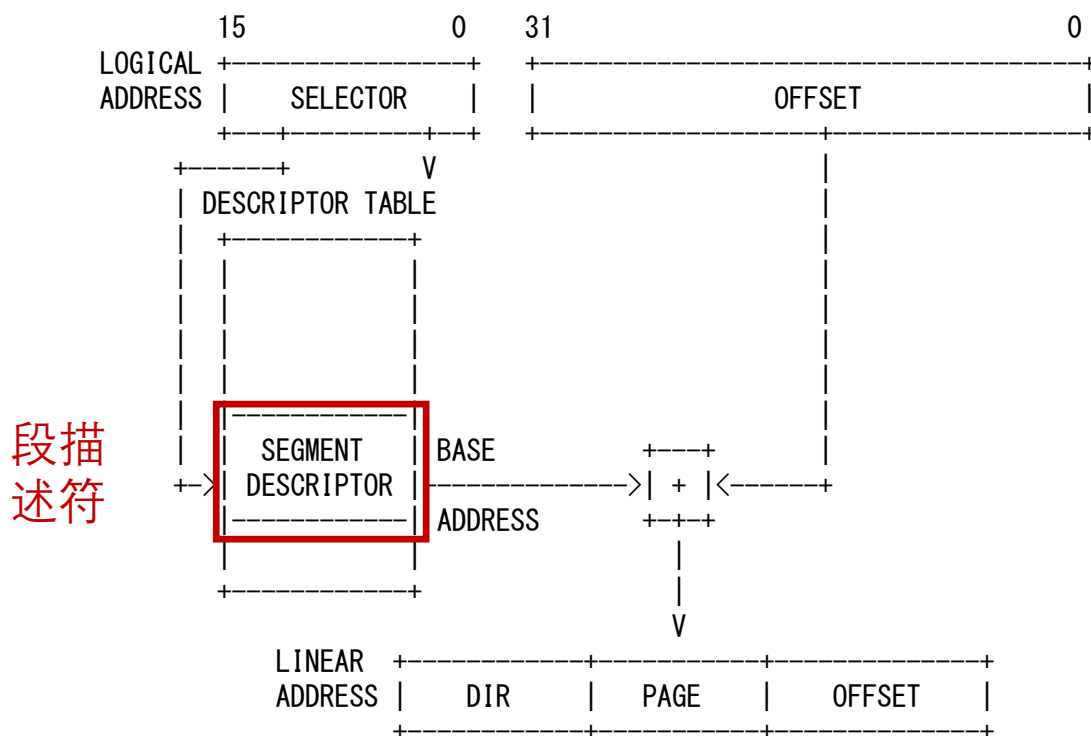 15 0 31 0
LOGICAL
ADDRESS SELECTOR OFFSET
V
DESCRIPTOR TABLE
段描
述符
SEGMENT BASE
DESCRIPTOR +
ADDRESS
V
LINEAR
ADDRESS DIR PAGE OFFSET